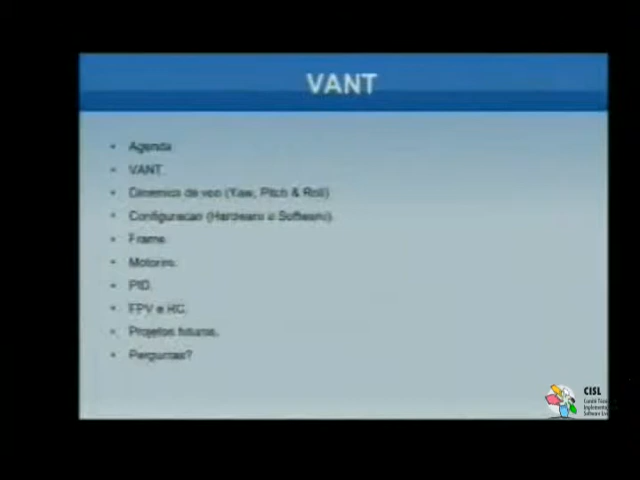 VANT
• Agenda
• VANT.
• Dinamica de voo (Yaw, Pitch & Roll)
• Configuracao (Hardware e Software).
• Frame.
• Motores.
• PID.
• FPV e RC.
• Projetos futuros.
• Perguntas?
CISL